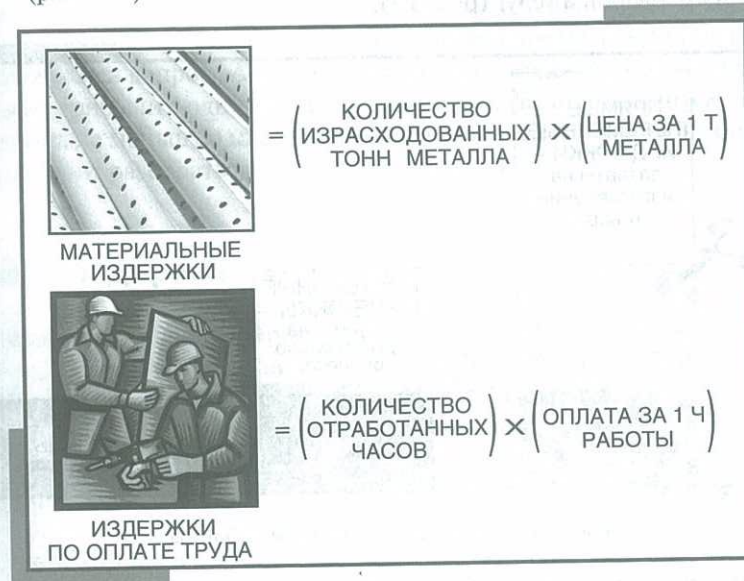 = (КОЛИЧЕСТВО
ИЗРАСХОДОВАННЫХ
ТОНН МЕТАЛЛА) × (ЦЕНА ЗА 1 Т
МЕТАЛЛА)
МАТЕРИАЛЬНЫЕ
ИЗДЕРЖКИ
= (КОЛИЧЕСТВО
ОТРАБОТАННЫХ
ЧАСОВ) × (ОПЛАТА ЗА 1 Ч
РАБОТЫ)
ИЗДЕРЖКИ
ПО ОПЛАТЕ ТРУДА